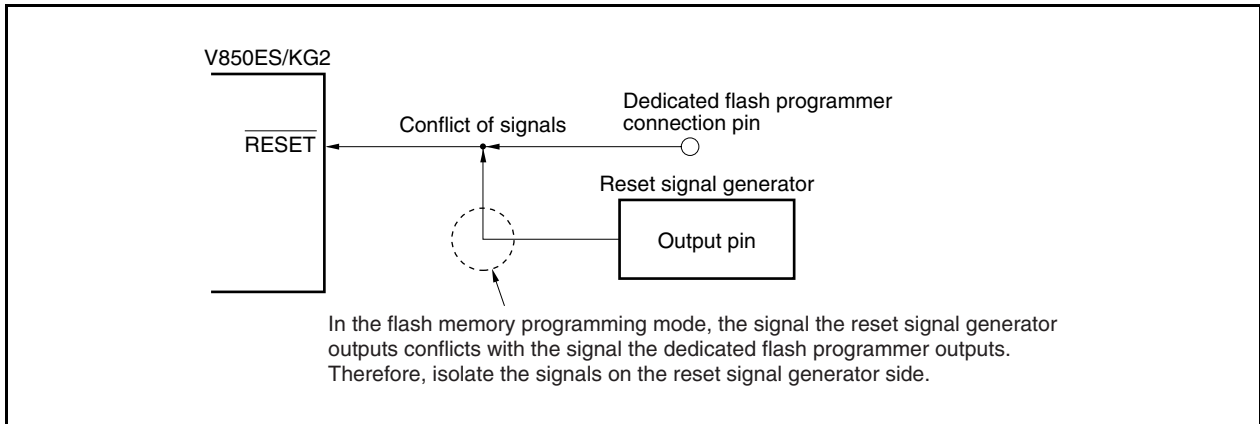 V850ES/KG2
Dedicated flash programmer
connection pin
Conflict of signals
RESET
Reset signal generator
Output pin
In the flash memory programming mode, the signal the reset signal generator
outputs conflicts with the signal the dedicated flash programmer outputs.
Therefore, isolate the signals on the reset signal generator side.